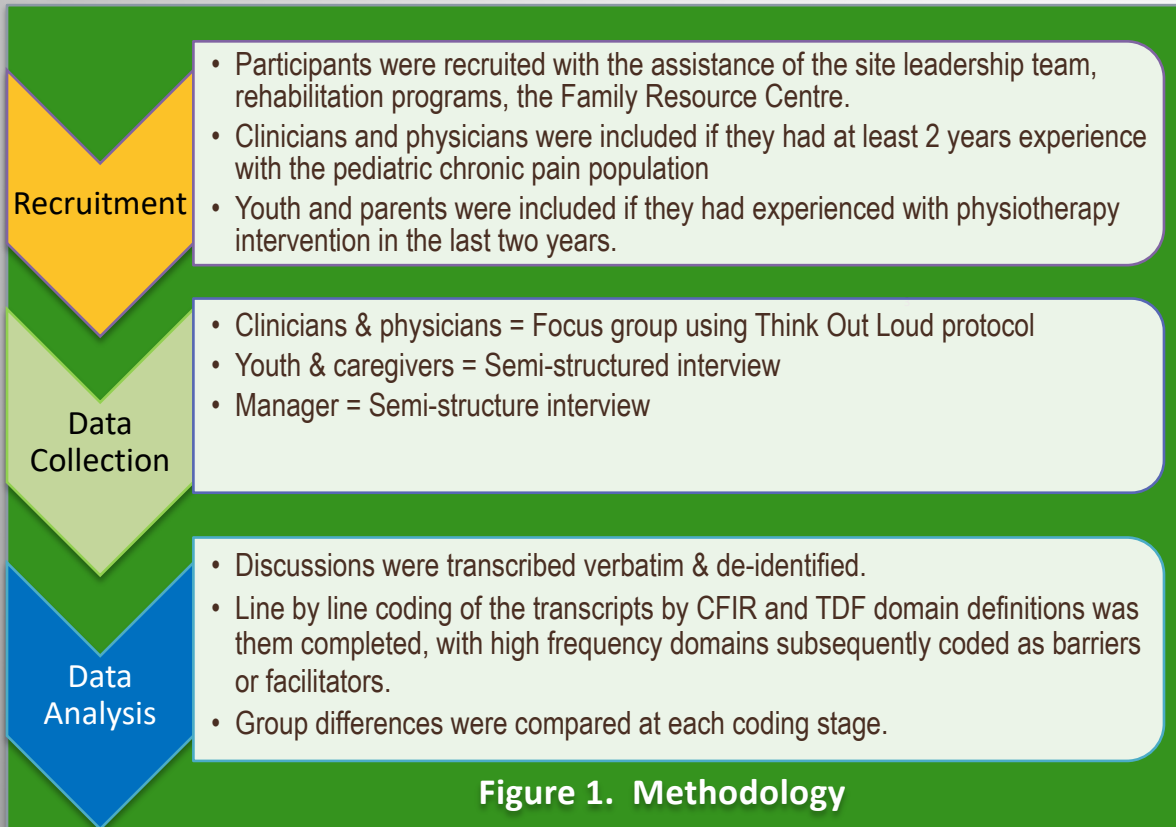 Recruitment
• Participants were recruited with the assistance of the site leadership team,
rehabilitation programs, the Family Resource Centre.
• Clinicians and physicians were included if they had at least 2 years experience
with the pediatric chronic pain population
• Youth and parents were included if they had experienced with physiotherapy
intervention in the last two years.
Data
Collection
• Clinicians & physicians = Focus group using Think Out Loud protocol
• Youth & caregivers = Semi-structured interview
• Manager = Semi-structure interview
Data
Analysis
• Discussions were transcribed verbatim & de-identified.
• Line by line coding of the transcripts by CFIR and TDF domain definitions was
them completed, with high frequency domains subsequently coded as barriers
or facilitators.
• Group differences were compared at each coding stage.
Figure 1. Methodology